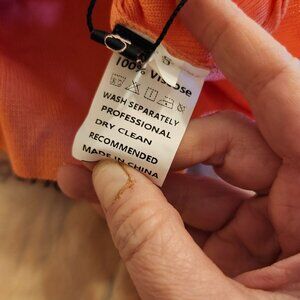 S
100% Viscose
WASH SEPARATELY
PROFESSIONAL
DRY CLEAN
RECOMMENDED
MADE IN CHINA